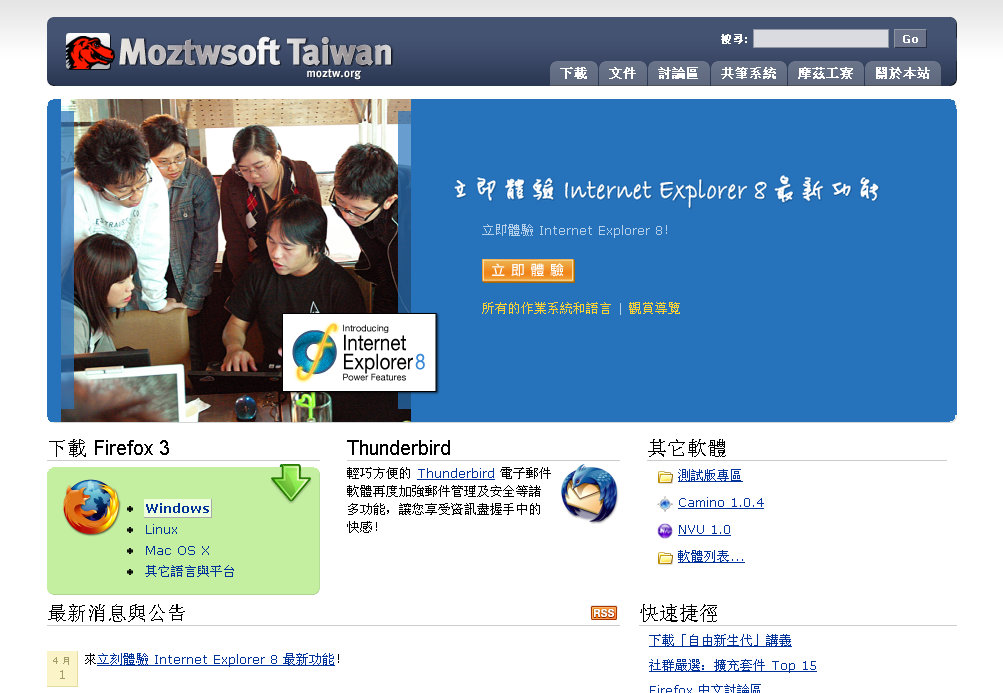 Moztwsoft Taiwan
moztw.org
搜尋:
Go
下載
文件
討論區
共筆系統
摩茲工寮
關於本站
立即體驗 Internet Explorer 8 最新功能
立即體驗 Internet Explorer 8!
立即體驗
所有的作業系統和語言 | 觀賞導覽
Introducing
Internet
Explorer 8
Power Features
下載 Firefox 3
Windows
Linux
Mac OS X
其它語言與平台
Thunderbird
輕巧方便的 Thunderbird 電子郵件
軟體再度加強郵件管理及安全等諸
多功能，讓您享受資訊盡握手中的
快感!
其它軟體
測試版專區
Camino 1.0.4
NVU 1.0
軟體列表...
最新消息與公告
RSS
4 月
1
來立刻體驗 Internet Explorer 8 最新功能!
快速捷徑
下載「自由新生代」講義
社群嚴選：擴充套件 Top 15
Firefox 中文討論區